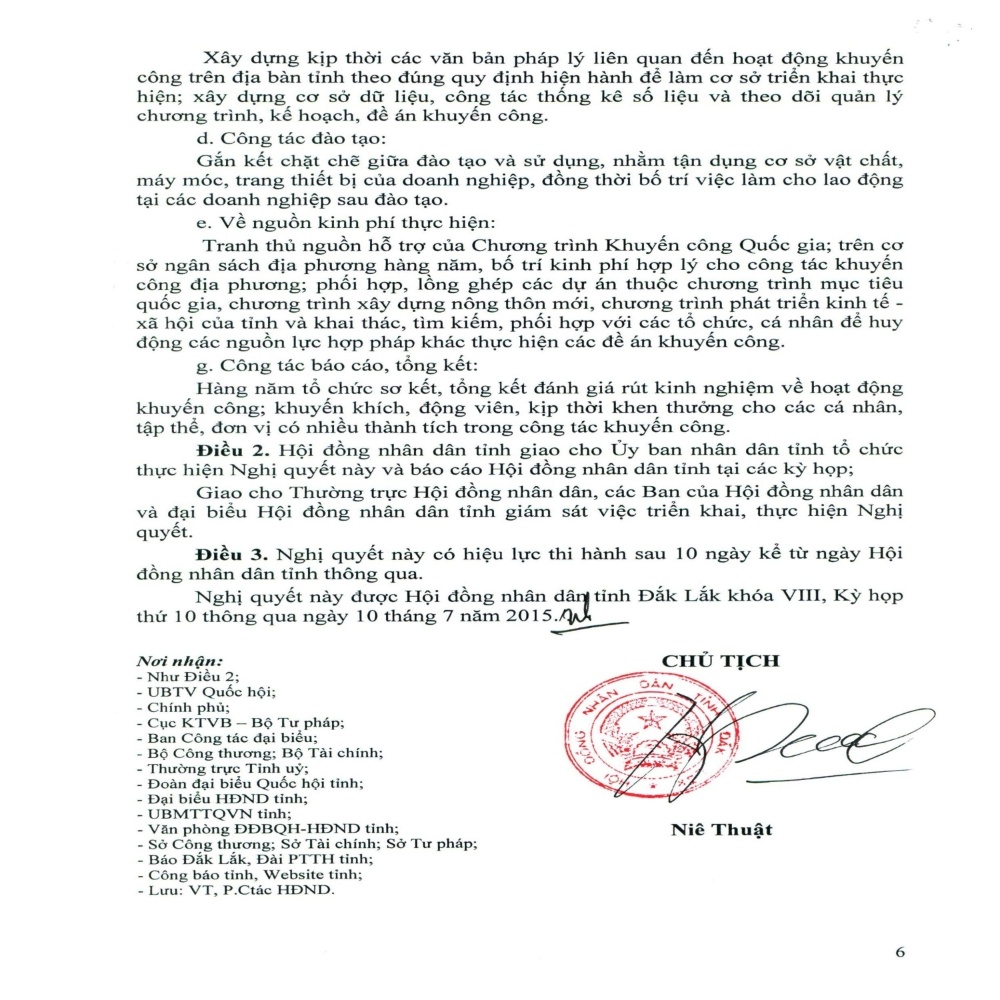 Xây dựng kịp thời các văn bản pháp lý liên quan đến hoạt động khuyến
công trên địa bàn tỉnh theo đúng quy định hiện hành để làm cơ sở triển khai thực
hiện; xây dựng cơ sở dữ liệu, công tác thống kê số liệu và theo dõi quản lý
chương trình, kế hoạch, đề án khuyến công.
d. Công tác đào tạo:
Gắn kết chặt chẽ giữa đào tạo và sử dụng, nhằm tận dụng cơ sở vật chất,
máy móc, trang thiết bị của doanh nghiệp, đồng thời bố trí việc làm cho lao động
tại các doanh nghiệp sau đào tạo.
e. Về nguồn kinh phí thực hiện:
Tranh thủ nguồn hỗ trợ của Chương trình Khuyến công Quốc gia; trên cơ
sở ngân sách địa phương hàng năm, bố trí kinh phí hợp lý cho công tác khuyến
công địa phương; phối hợp, lồng ghép các dự án thuộc chương trình mục tiêu
quốc gia, chương trình xây dựng nông thôn mới, chương trình phát triển kinh tế -
xã hội của tỉnh và khai thác, tìm kiếm, phối hợp với các tổ chức, cá nhân để huy
động các nguồn lực hợp pháp khác thực hiện các đề án khuyến công.
g. Công tác báo cáo, tổng kết:
Hàng năm tổ chức sơ kết, tổng kết đánh giá rút kinh nghiệm về hoạt động
khuyến công; khuyến khích, động viên, kịp thời khen thưởng cho các cá nhân,
tập thể, đơn vị có nhiều thành tích trong công tác khuyến công.
Điều 2. Hội đồng nhân dân tỉnh giao cho Ủy ban nhân dân tỉnh tổ chức
thực hiện Nghị quyết này và báo cáo Hội đồng nhân dân tỉnh tại các kỳ họp;
Giao cho Thường trực Hội đồng nhân dân, các Ban của Hội đồng nhân dân
và đại biểu Hội đồng nhân dân tỉnh giám sát việc triển khai, thực hiện Nghị
quyết.
Điều 3. Nghị quyết này có hiệu lực thi hành sau 10 ngày kể từ ngày Hội
đồng nhân dân tỉnh thông qua.
Nghị quyết này được Hội đồng nhân dân tỉnh Đắk Lắk khóa VIII, Kỳ họp
thứ 10 thông qua ngày 10 tháng 7 năm 2015.
Nơi nhận:
- Như Điều 2;
- UBTV Quốc hội;
- Chính phủ;
- Cục KTVB – Bộ Tư pháp;
- Ban Công tác đại biểu;
- Bộ Công thương; Bộ Tài chính;
- Thường trực Tỉnh uỷ;
- Đoàn đại biểu Quốc hội tỉnh;
- Đại biểu HĐND tỉnh;
- UBMTTQVN tỉnh;
- Văn phòng ĐĐBQH-HĐND tỉnh;
- Sở Công thương; Sở Tài chính; Sở Tư pháp;
- Báo Đắk Lắk, Đài PTTH tỉnh;
- Công báo tỉnh, Website tỉnh;
- Lưu: VT, P.Ctác HĐND.
CHỦ TỊCH
ĐỒNG NHÂN DÂN TỈNH ĐẮK
Niê Thuật
6